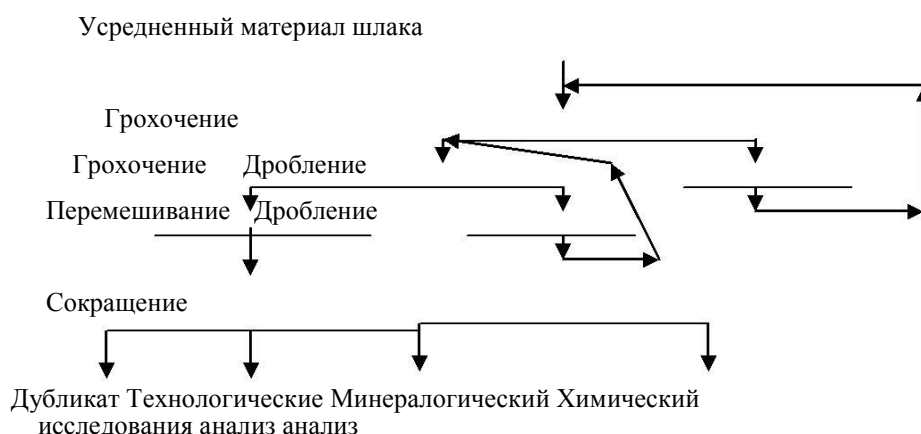 Усредненный материал шлака
Грохочение
Грохочение Дробление
Перемешивание Дробление
Сокращение
Дубликат Технологические Минералогический Химический
исследования анализ анализ